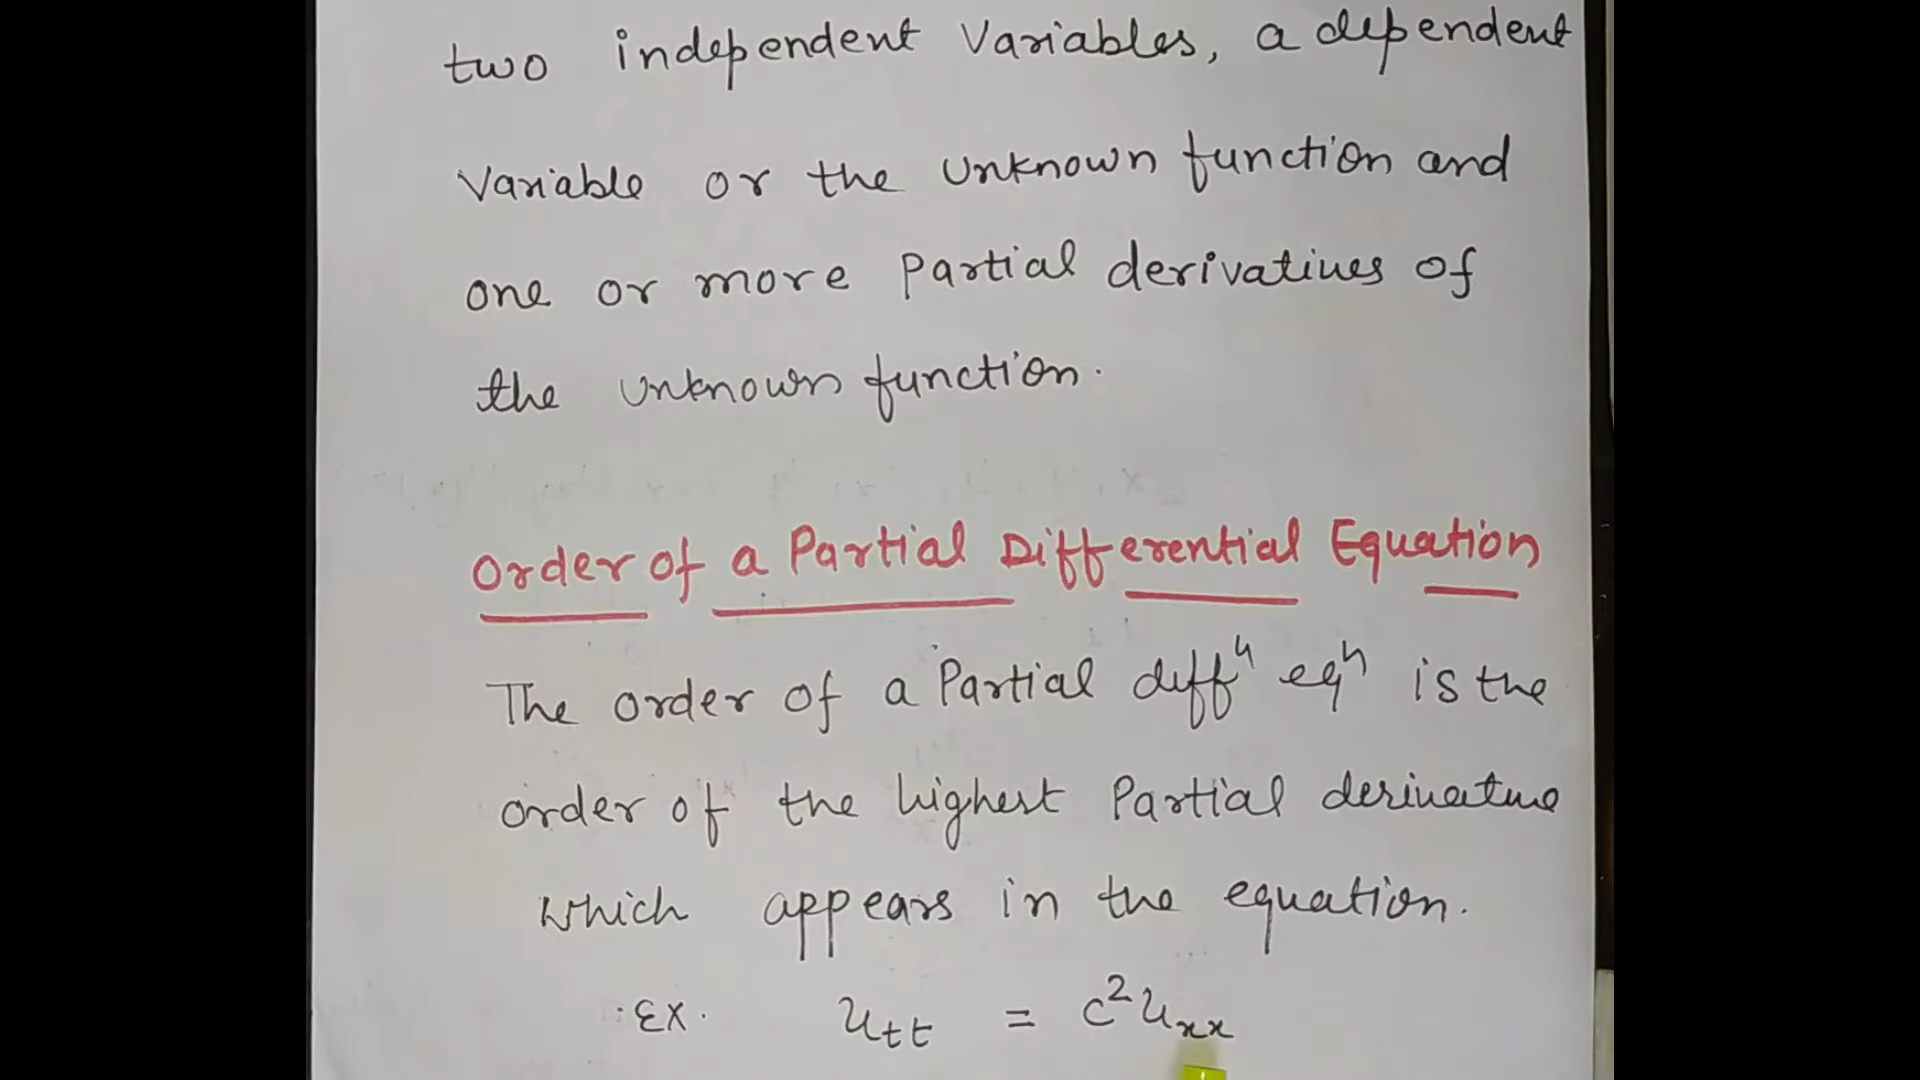 two independent Variables, a dependent
Variable or the unknown function and
one or more Partial derivatives of
the unknown function.
Order of a Partial Differential Equation
The order of a Partial diffⁿ eqⁿ is the
order of the highest Partial derivative
which appears in the equation.
Ex. u_tt = c²u_xx